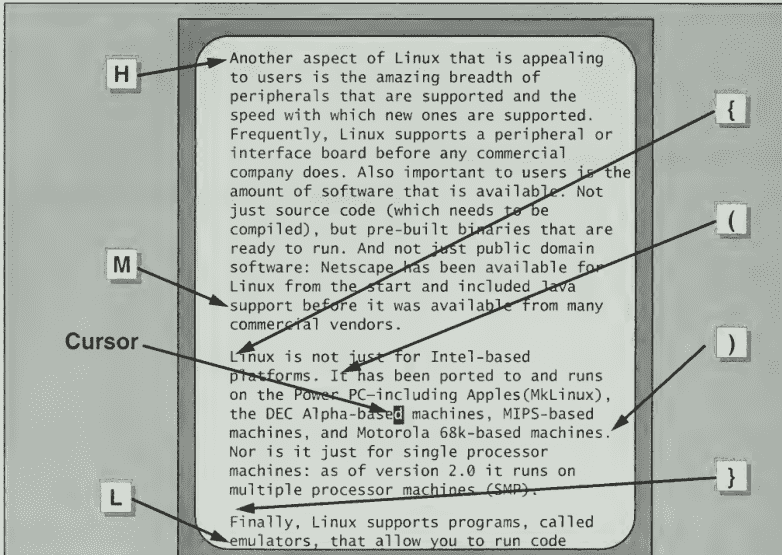 H
M
Cursor
L
Another aspect of Linux that is appealing
to users is the amazing breadth of
peripherals that are supported and the
speed with which new ones are supported.
Frequently, Linux supports a peripheral or
interface board before any commercial
company does. Also important to users is the
amount of software that is available. Not
just source code (which needs to be
compiled), but pre-built binaries that are
ready to run. And not just public domain
software: Netscape has been available for
Linux from the start and included Java
support before it was available from many
commercial vendors.
Linux is not just for Intel-based
platforms. It has been ported to and runs
on the Power PC—including Apples(MkLinux),
the DEC Alpha-based machines, MIPS-based
machines, and Motorola 68k-based machines.
Nor is it just for single processor
machines: as of version 2.0 it runs on
multiple processor machines (SMP).
Finally, Linux supports programs, called
emulators, that allow you to run code
{
(
)
}